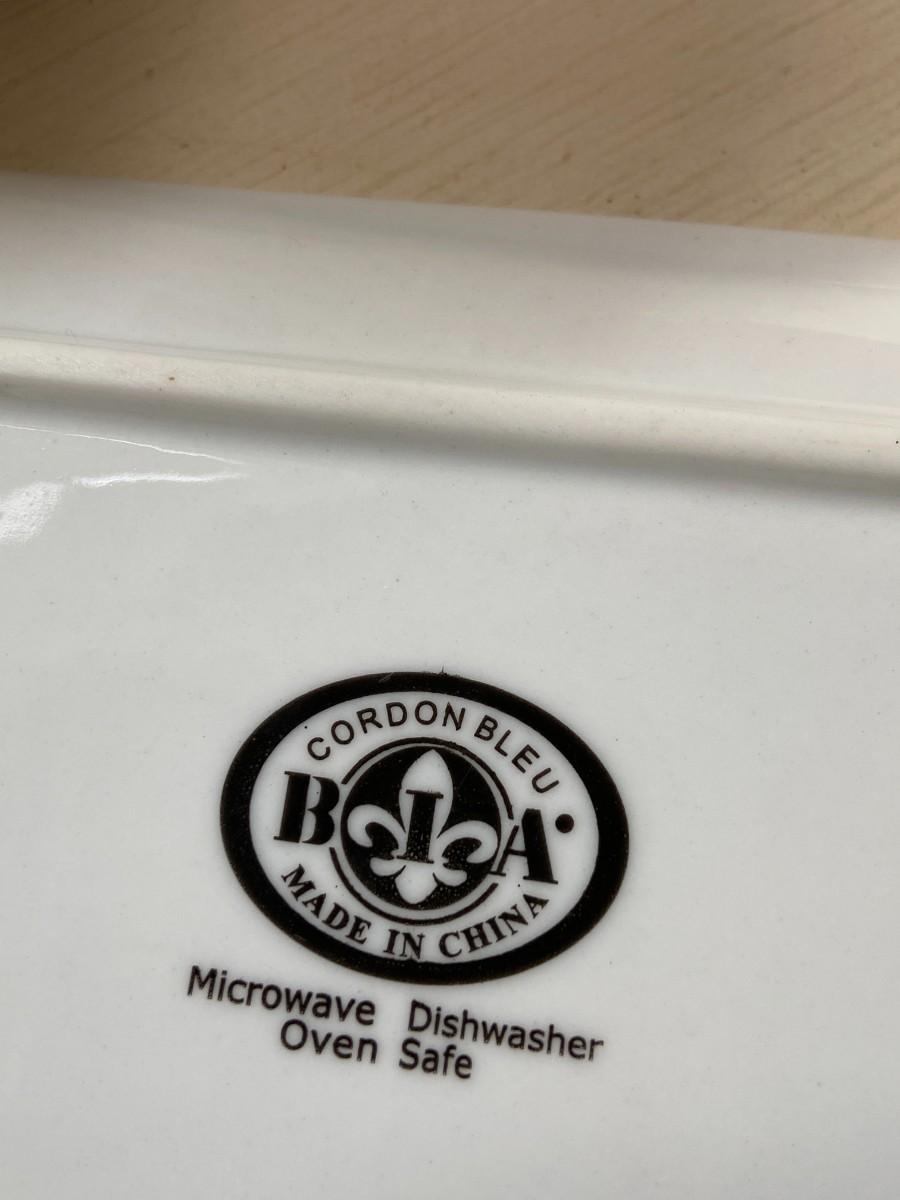 CORDON BLEU
BIA
MADE IN CHINA
Microwave Dishwasher
Oven Safe